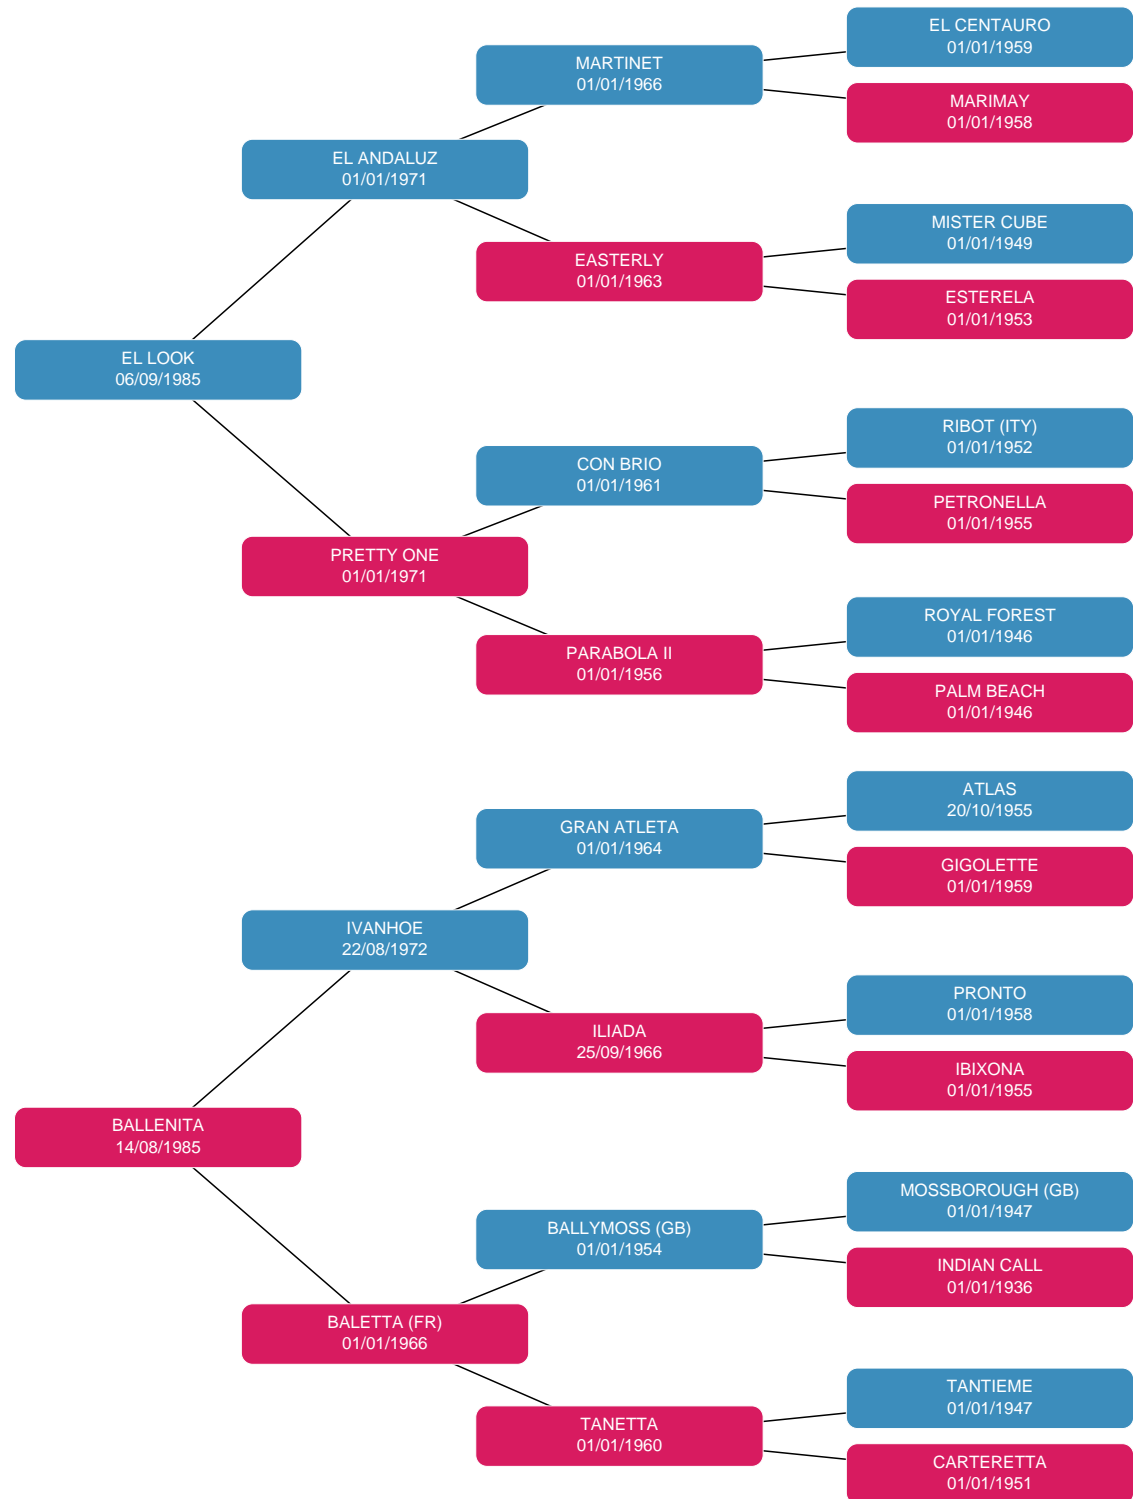 EL CENTAURO
01/01/1959
MARTINET
01/01/1966
MARIMAY
01/01/1958
EL ANDALUZ
01/01/1971
MISTER CUBE
01/01/1949
EASTERLY
01/01/1963
ESTERELA
01/01/1953
EL LOOK
06/09/1985
RIBOT (ITY)
01/01/1952
CON BRIO
01/01/1961
PETRONELLA
01/01/1955
PRETTY ONE
01/01/1971
ROYAL FOREST
01/01/1946
PARABOLA II
01/01/1956
PALM BEACH
01/01/1946
ATLAS
20/10/1955
GRAN ATLETA
01/01/1964
GIGOLETTE
01/01/1959
IVANHOE
22/08/1972
PRONTO
01/01/1958
ILIADA
25/09/1966
IBIXONA
01/01/1955
BALLENITA
14/08/1985
MOSSBOROUGH (GB)
01/01/1947
BALLYMOSS (GB)
01/01/1954
INDIAN CALL
01/01/1936
BALETTA (FR)
01/01/1966
TANTIEME
01/01/1947
TANETTA
01/01/1960
CARTERETTA
01/01/1951